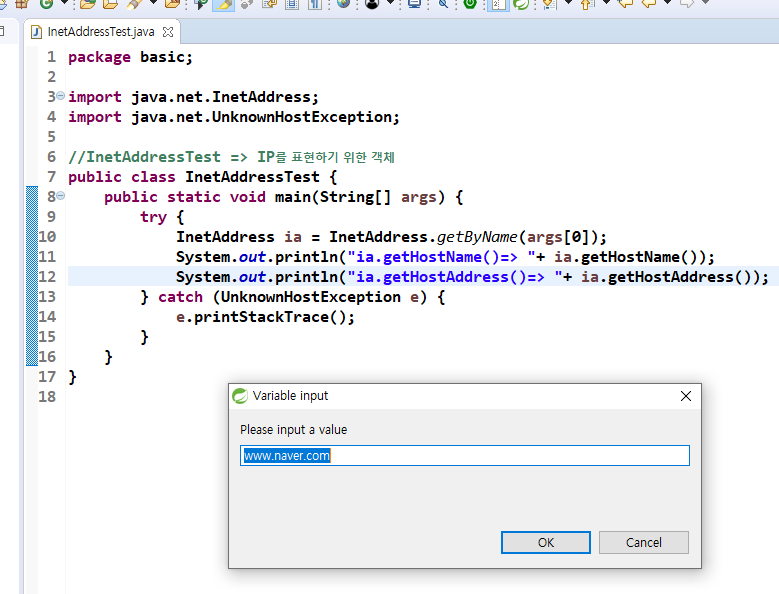 InetAddressTest.java
1 package basic;
2
3 import java.net.InetAddress;
4 import java.net.UnknownHostException;
5
6 //InetAddressTest => IP를 표현하기 위한 객체
7 public class InetAddressTest {
8 public static void main(String[] args) {
9 try {
10 InetAddress ia = InetAddress.getByName(args[0]);
11 System.out.println("ia.getHostName()=> "+ ia.getHostName());
12 System.out.println("ia.getHostAddress()=> "+ ia.getHostAddress());
13 } catch (UnknownHostException e) {
14 e.printStackTrace();
15 }
16 }
17 }
18
Variable input
Please input a value
www.naver.com
OK
Cancel